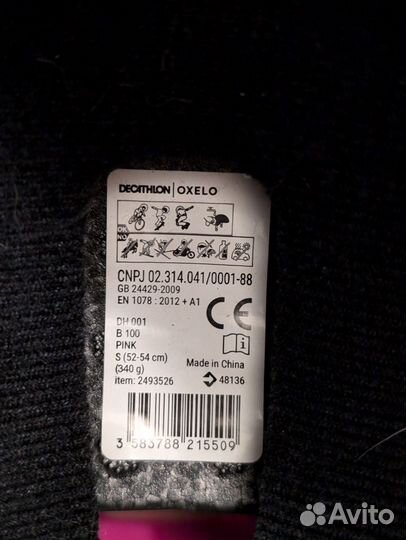 DECATHLON | OXELO
CNPJ 02.314.041/0001-88
GB 24429-2009
EN 1078 : 2012 + A1
CE
DH 001
B 100
PINK
S (52-54 cm)
(340 g)
Made in China
item: 2493526
48136
3 583788 215509
Avito